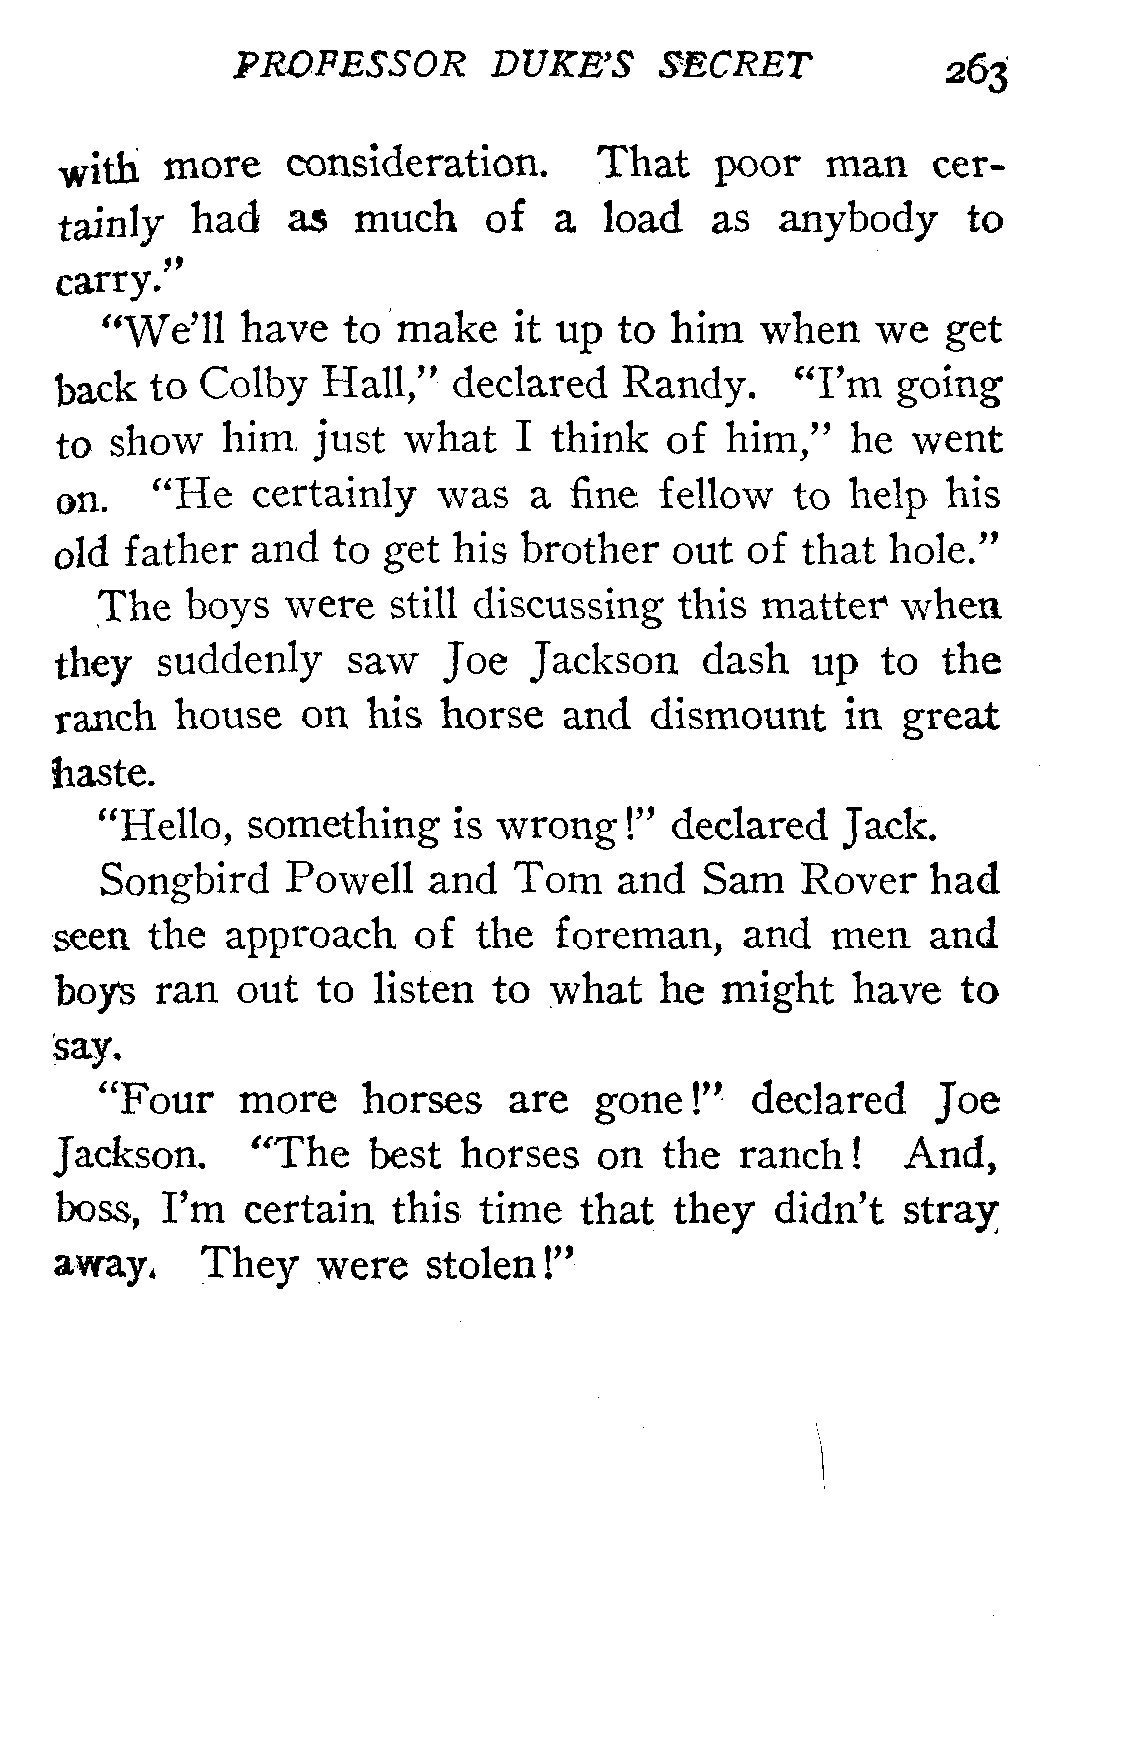 PROFESSOR DUKE'S SECRET 263
with more consideration. That poor man cer-
tainly had as much of a load as anybody to
carry."
"We'll have to make it up to him when we get
back to Colby Hall," declared Randy. "I'm going
to show him just what I think of him," he went
on. "He certainly was a fine fellow to help his
old father and to get his brother out of that hole."
The boys were still discussing this matter when
they suddenly saw Joe Jackson dash up to the
ranch house on his horse and dismount in great
haste.
"Hello, something is wrong!" declared Jack.
Songbird Powell and Tom and Sam Rover had
seen the approach of the foreman, and men and
boys ran out to listen to what he might have to
say.
"Four more horses are gone!" declared Joe
Jackson. "The best horses on the ranch! And,
boss, I'm certain this time that they didn't stray
away. They were stolen!"